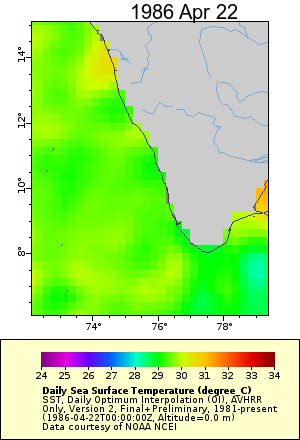 1986 Apr 22
14°
12°
10°
8°
74° 76° 78°
24 25 26 27 28 29 30 31 32 33 34
Daily Sea Surface Temperature (degree_C)
SST, Daily Optimum Interpolation (OI), AVHRR
Only, Version 2, Final+Preliminary, 1981-present
(1986-04-22T00:00:00Z, Altitude=0.0 m)
Data courtesy of NOAA NCEI